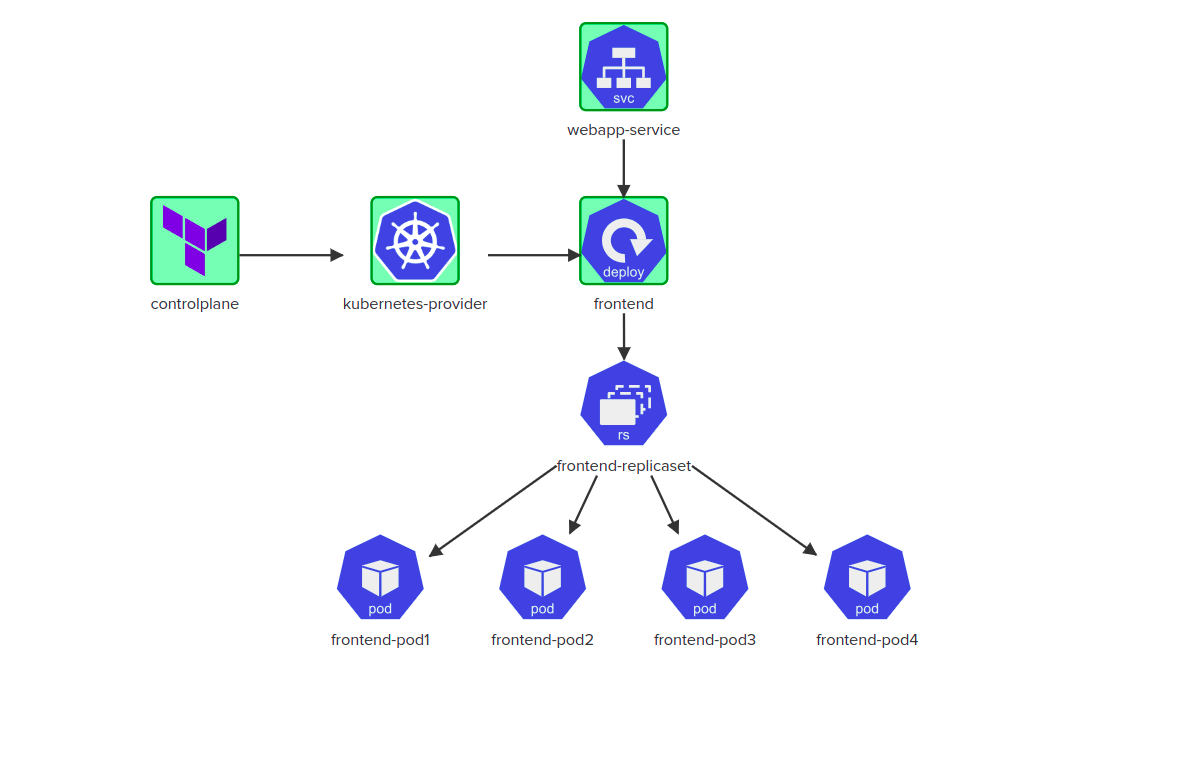 svc
webapp-service
controlplane
kubernetes-provider
deploy
frontend
rs
frontend-replicaset
pod
frontend-pod1
pod
frontend-pod2
pod
frontend-pod3
pod
frontend-pod4